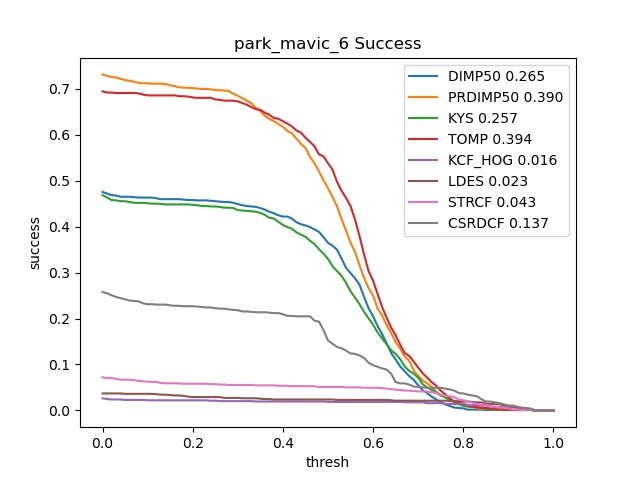 park_mavic_6 Success
DIMP50 0.265
PRDIMP50 0.390
KYS 0.257
TOMP 0.394
KCF_HOG 0.016
LDES 0.023
STRCF 0.043
CSRDCF 0.137
success
0.7
0.6
0.5
0.4
0.3
0.2
0.1
0.0
0.0 0.2 0.4 0.6 0.8 1.0
thresh